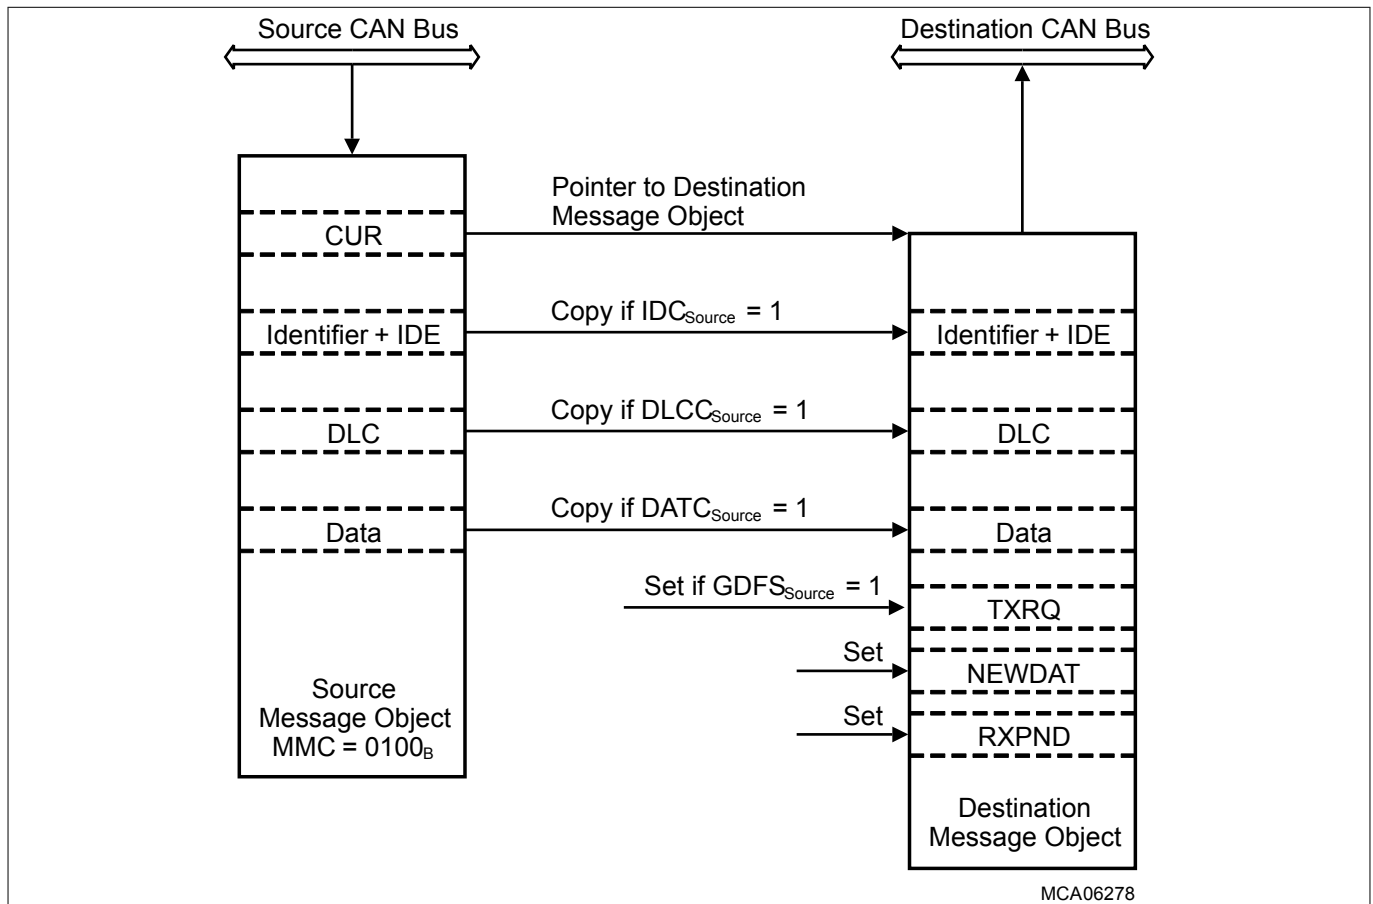 Source CAN Bus
Destination CAN Bus
Pointer to Destination
Message Object
CUR
Copy if IDCSource = 1
Identifier + IDE
Identifier + IDE
Copy if DLCCSource = 1
DLC
DLC
Copy if DATCSource = 1
Data
Data
Set if GDFSSource = 1
TXRQ
Set
NEWDAT
Set
RXPND
Source
Message Object
MMC = 0100B
Destination
Message Object
MCA06278